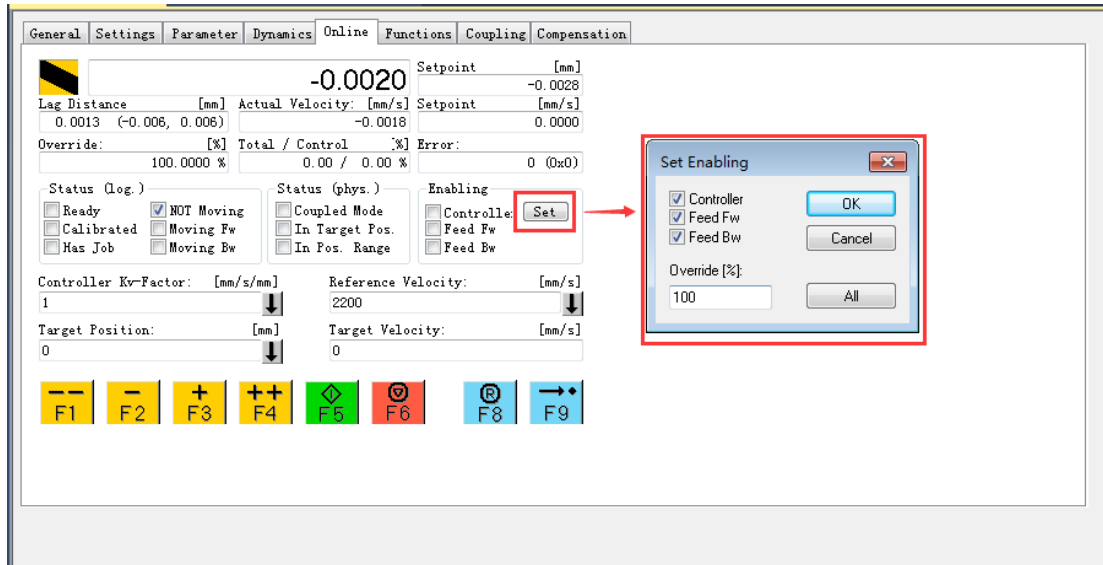 General Settings Parameter Dynamics Online Functions Coupling Compensation
-0.0020
Setpoint [mm]
-0.0028
Lag Distance [mm] Actual Velocity: [mm/s] Setpoint [mm/s]
0.0013 (-0.006, 0.006) -0.0018 0.0000
Override: [%] Total / Control [%] Error:
100.0000 % 0.00 / 0.00 % 0 (0x0)
Status (log.) Status (phys.) Enabling
Ready NOT Moving Coupled Mode Controlle Set
Calibrated Moving Fw In Target Pos. Feed Fw
Has Job Moving Bw In Pos. Range Feed Bw
Controller Kv-Factor: [mm/s/mm] Reference Velocity: [mm/s]
1 2200
Target Position: [mm] Target Velocity: [mm/s]
0 0
-- - + ++ R
F1 F2 F3 F4 F5 F6 F8 F9
Set Enabling
Controller OK
Feed Fw
Feed Bw Cancel
Override [%]:
100 All